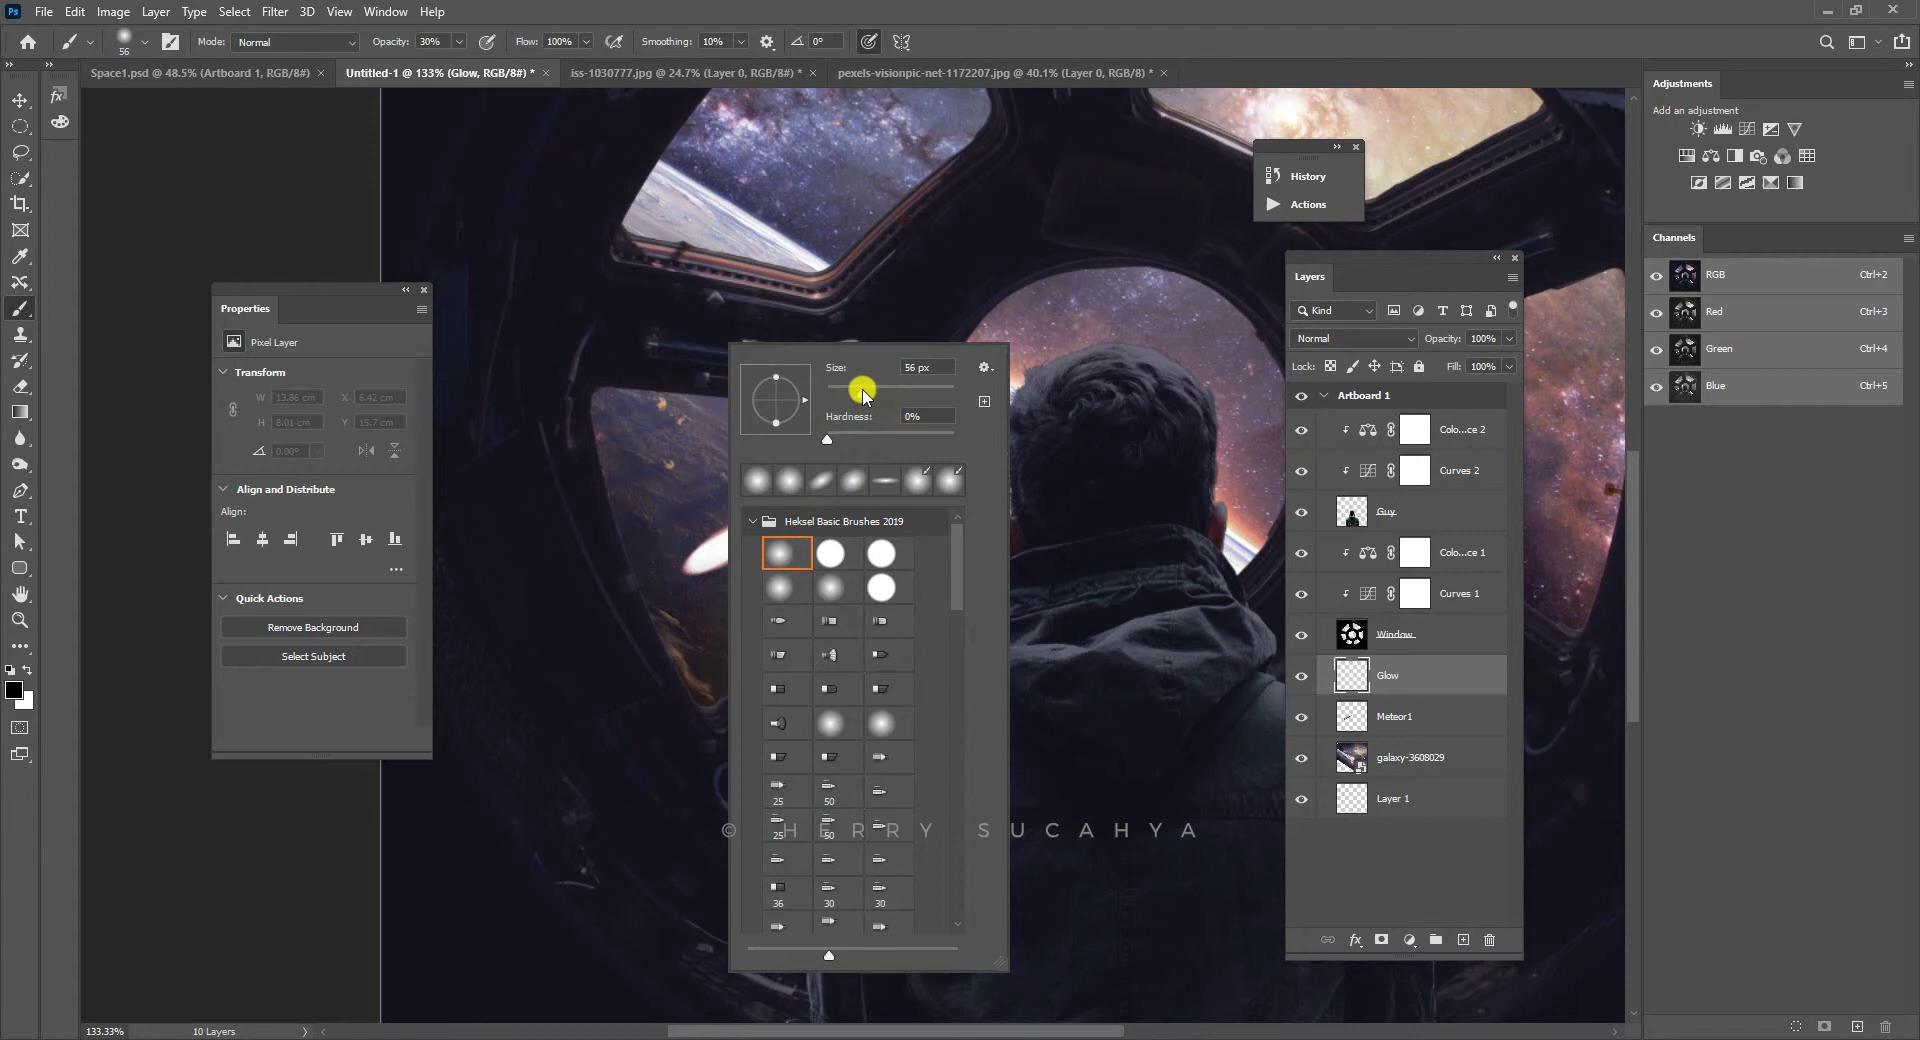 Ps File Edit Image Layer Type Select Filter 3D View Window Help
56 Mode: Normal Opacity: 30% Flow: 100% Smoothing: 10% 0°
Space1.psd @ 48.5% (Artboard 1, RGB/8#) × Untitled-1 @ 133% (Glow, RGB/8#) * × iss-1030777.jpg @ 24.7% (Layer 0, RGB/8#) * × pexels-visionpic-net-1172207.jpg @ 40.1% (Layer 0, RGB/8) * ×
Adjustments
Add an adjustment
History
Actions
Channels
RGB Ctrl+2
Red Ctrl+3
Green Ctrl+4
Blue Ctrl+5
Properties
Pixel Layer
Transform
W 13.86 cm X 6.42 cm
H 8.01 cm Y 15.7 cm
0.00°
Align and Distribute
Align:
Quick Actions
Remove Background
Select Subject
Size: 56 px
Hardness: 0%
Heksel Basic Brushes 2019
25 50
25 50
36 30 30
Layers
Kind
Normal Opacity: 100%
Lock: Fill: 100%
Artboard 1
Colo...ce 2
Curves 2
Guy
Colo...ce 1
Curves 1
Window
Glow
Meteor1
galaxy-3608029
Layer 1
fx
© HERRY SUCAHYA
133.33% 10 Layers